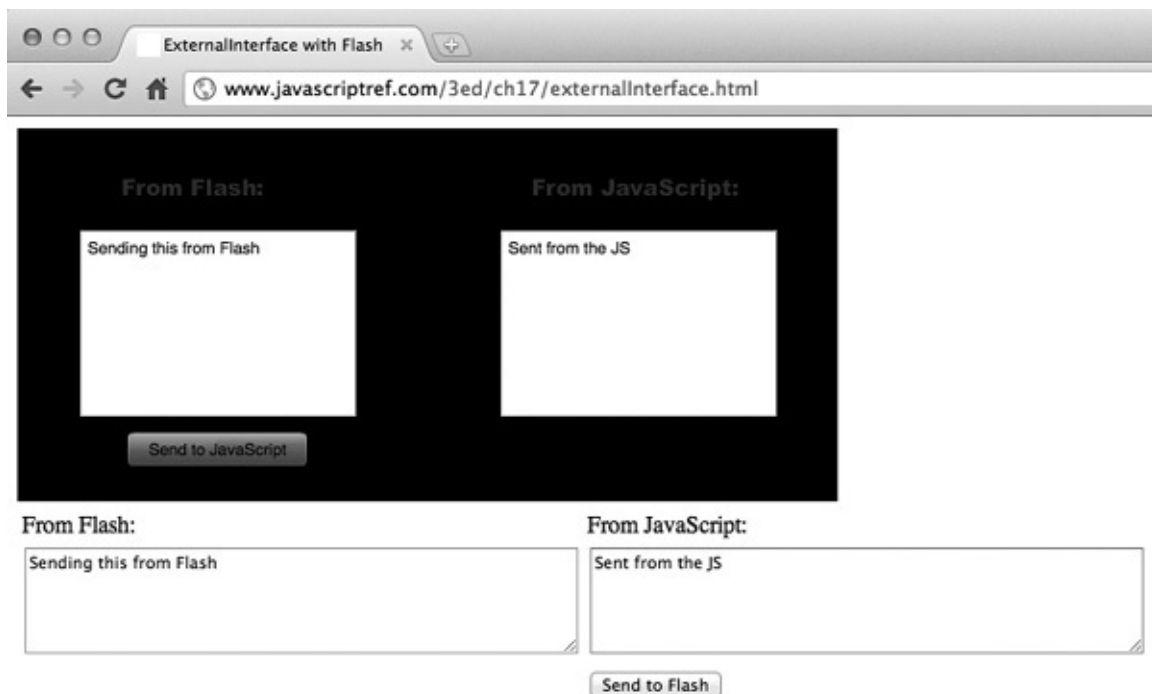 ExternalInterface with Flash
www.javascriptref.com/3ed/ch17/externalInterface.html
From Flash:
From JavaScript:
Sending this from Flash
Sent from the JS
Send to JavaScript
From Flash:
From JavaScript:
Sending this from Flash
Sent from the JS
Send to Flash